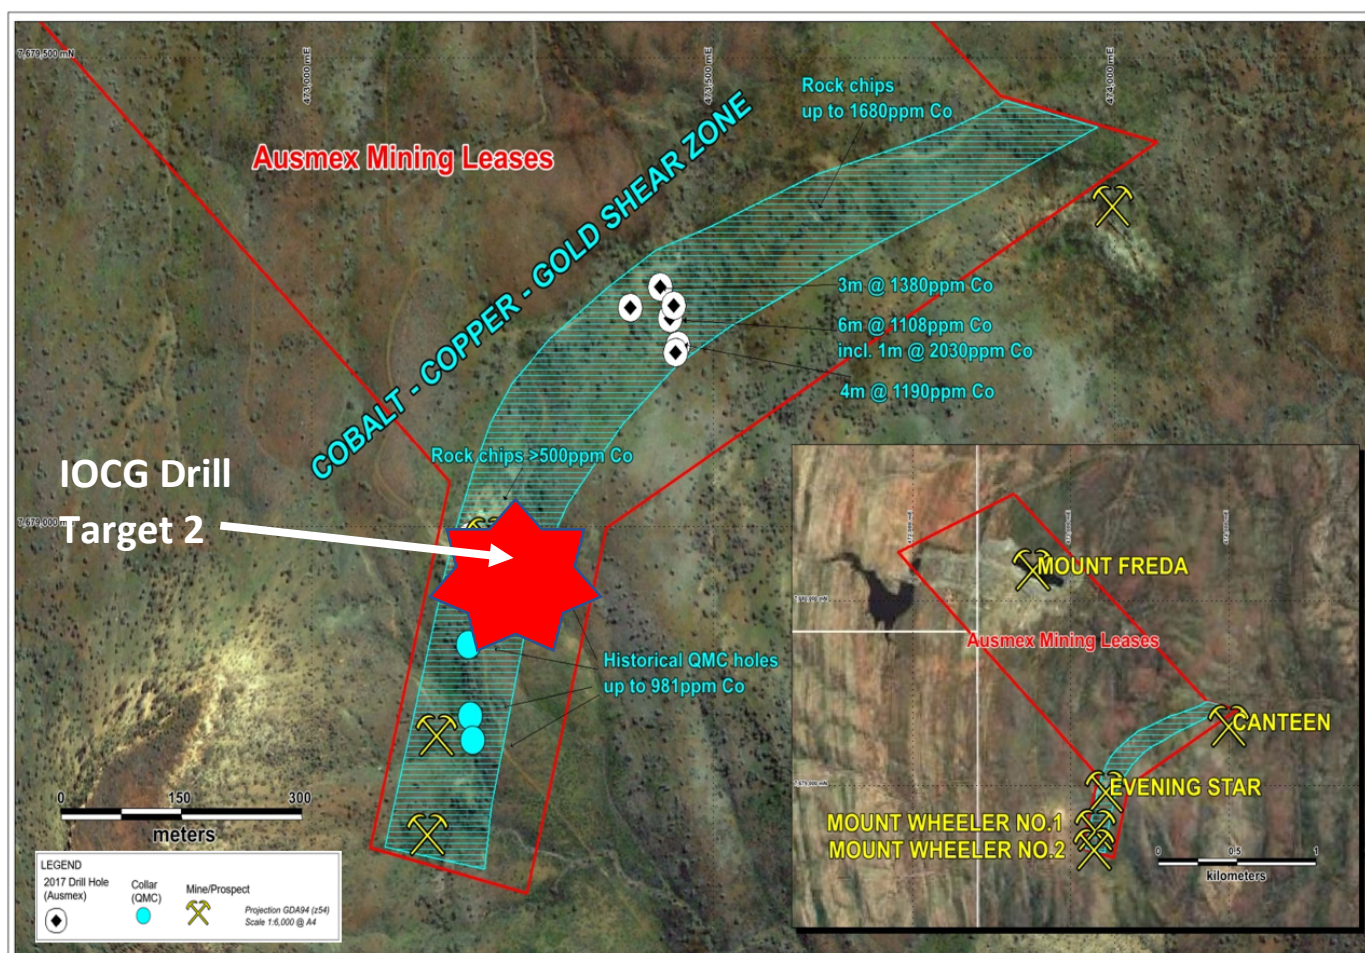 7,679,500 mN
473,000 mE
473,500 mE
474,000 mE
Rock chips
up to 1680ppm Co
Ausmex Mining Leases
COBALT - COPPER - GOLD SHEAR ZONE
3m @ 1380ppm Co
6m @ 1108ppm Co
incl. 1m @ 2030ppm Co
4m @ 1190ppm Co
Rock chips >500ppm Co
IOCG Drill
Target 2
7,679,000 mN
Historical QMC holes
up to 981ppm Co
0 150 300
meters
LEGEND
2017 Drill Hole
(Ausmex)
Collar
(QMC)
Mine/Prospect
Projection GDA94 (z54)
Scale 1:6,000 @ A4
MOUNT FREDA
Ausmex Mining Leases
CANTEEN
EVENING STAR
MOUNT WHEELER NO.1
MOUNT WHEELER NO.2
0 0.5 1
kilometers